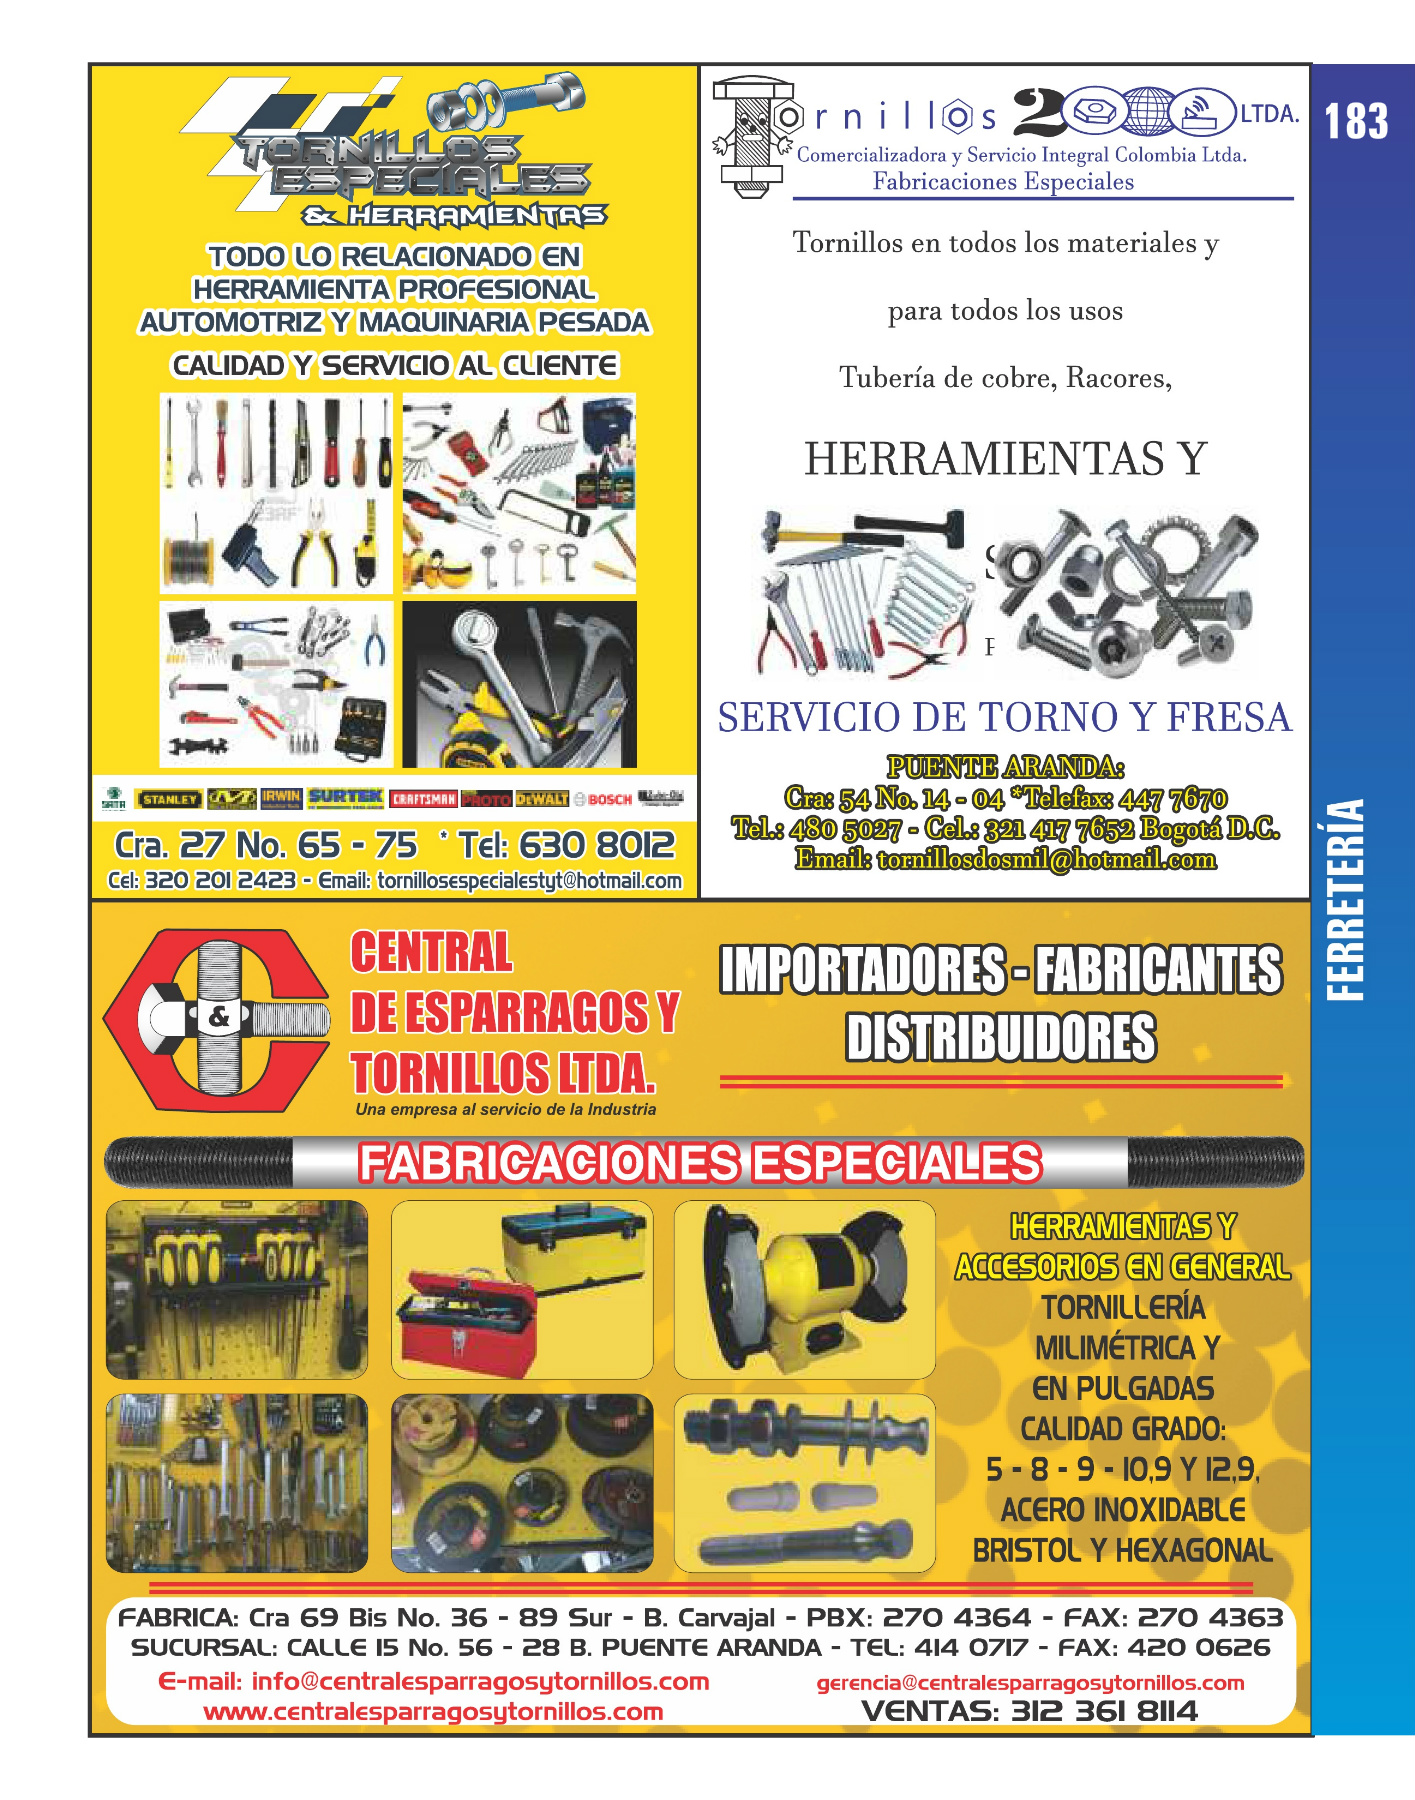 TORNILLOS
ESPECIALES
& HERRAMIENTAS
TODO LO RELACIONADO EN
HERRAMIENTA PROFESIONAL
AUTOMOTRIZ Y MAQUINARIA PESADA
CALIDAD Y SERVICIO AL CLIENTE
SATA STANLEY IRWIN SURTEK CRAFTSMAN PROTO DEWALT BOSCH
Cra. 27 No. 65 - 75 * Tel: 630 8012
Cel: 320 201 2423 - Email: tornillosespecialestyt@hotmail.com
Tornillos 2000 LTDA.
Comercializadora y Servicio Integral Colombia Ltda.
Fabricaciones Especiales
Tornillos en todos los materiales y
para todos los usos
Tubería de cobre, Racores,
HERRAMIENTAS Y
SERVICIO DE TORNO Y FRESA
PUENTE ARANDA:
Cra: 54 No. 14 - 04 *Telefax: 447 7670
Tel.: 480 5027 - Cel.: 321 417 7652 Bogotá D.C.
Email: tornillosdosmil@hotmail.com
183
FERRETERÍA
&
CENTRAL
DE ESPARRAGOS Y
TORNILLOS LTDA.
Una empresa al servicio de la Industria
IMPORTADORES - FABRICANTES
DISTRIBUIDORES
FABRICACIONES ESPECIALES
HERRAMIENTAS Y
ACCESORIOS EN GENERAL
TORNILLERÍA
MILIMÉTRICA Y
EN PULGADAS
CALIDAD GRADO:
5 - 8 - 9 - 10,9 Y 12,9,
ACERO INOXIDABLE
BRISTOL Y HEXAGONAL
FABRICA: Cra 69 Bis No. 36 - 89 Sur - B. Carvajal - PBX: 270 4364 - FAX: 270 4363
SUCURSAL: CALLE 15 No. 56 - 28 B. PUENTE ARANDA - TEL: 414 0717 - FAX: 420 0626
E-mail: info@centralesparragosytornillos.com
gerencia@centralesparragosytornillos.com
www.centralesparragosytornillos.com
VENTAS: 312 361 8114